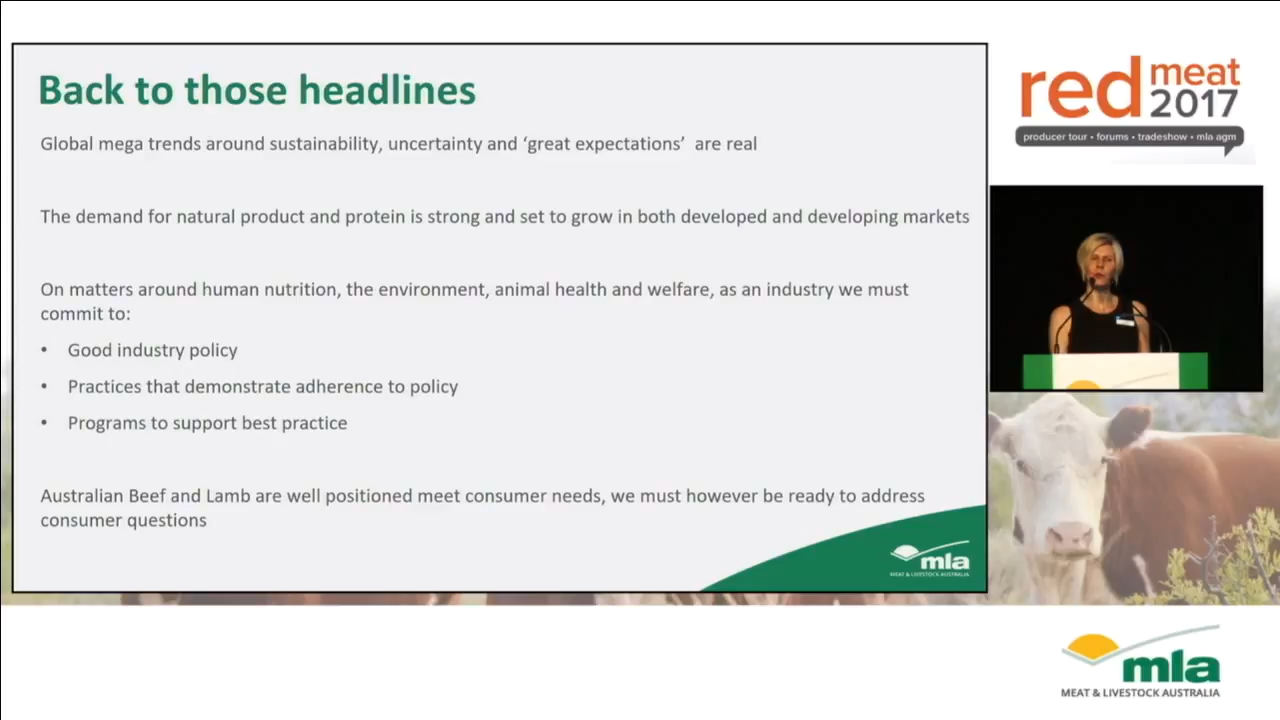 Back to those headlines
Global mega trends around sustainability, uncertainty and ‘great expectations’ are real
The demand for natural product and protein is strong and set to grow in both developed and developing markets
On matters around human nutrition, the environment, animal health and welfare, as an industry we must
commit to:
• Good industry policy
• Practices that demonstrate adherence to policy
• Programs to support best practice
Australian Beef and Lamb are well positioned meet consumer needs, we must however be ready to address
consumer questions
mla
MEAT & LIVESTOCK AUSTRALIA
red meat
2017
producer tour • forums • tradeshow • mla agm
mla
MEAT & LIVESTOCK AUSTRALIA